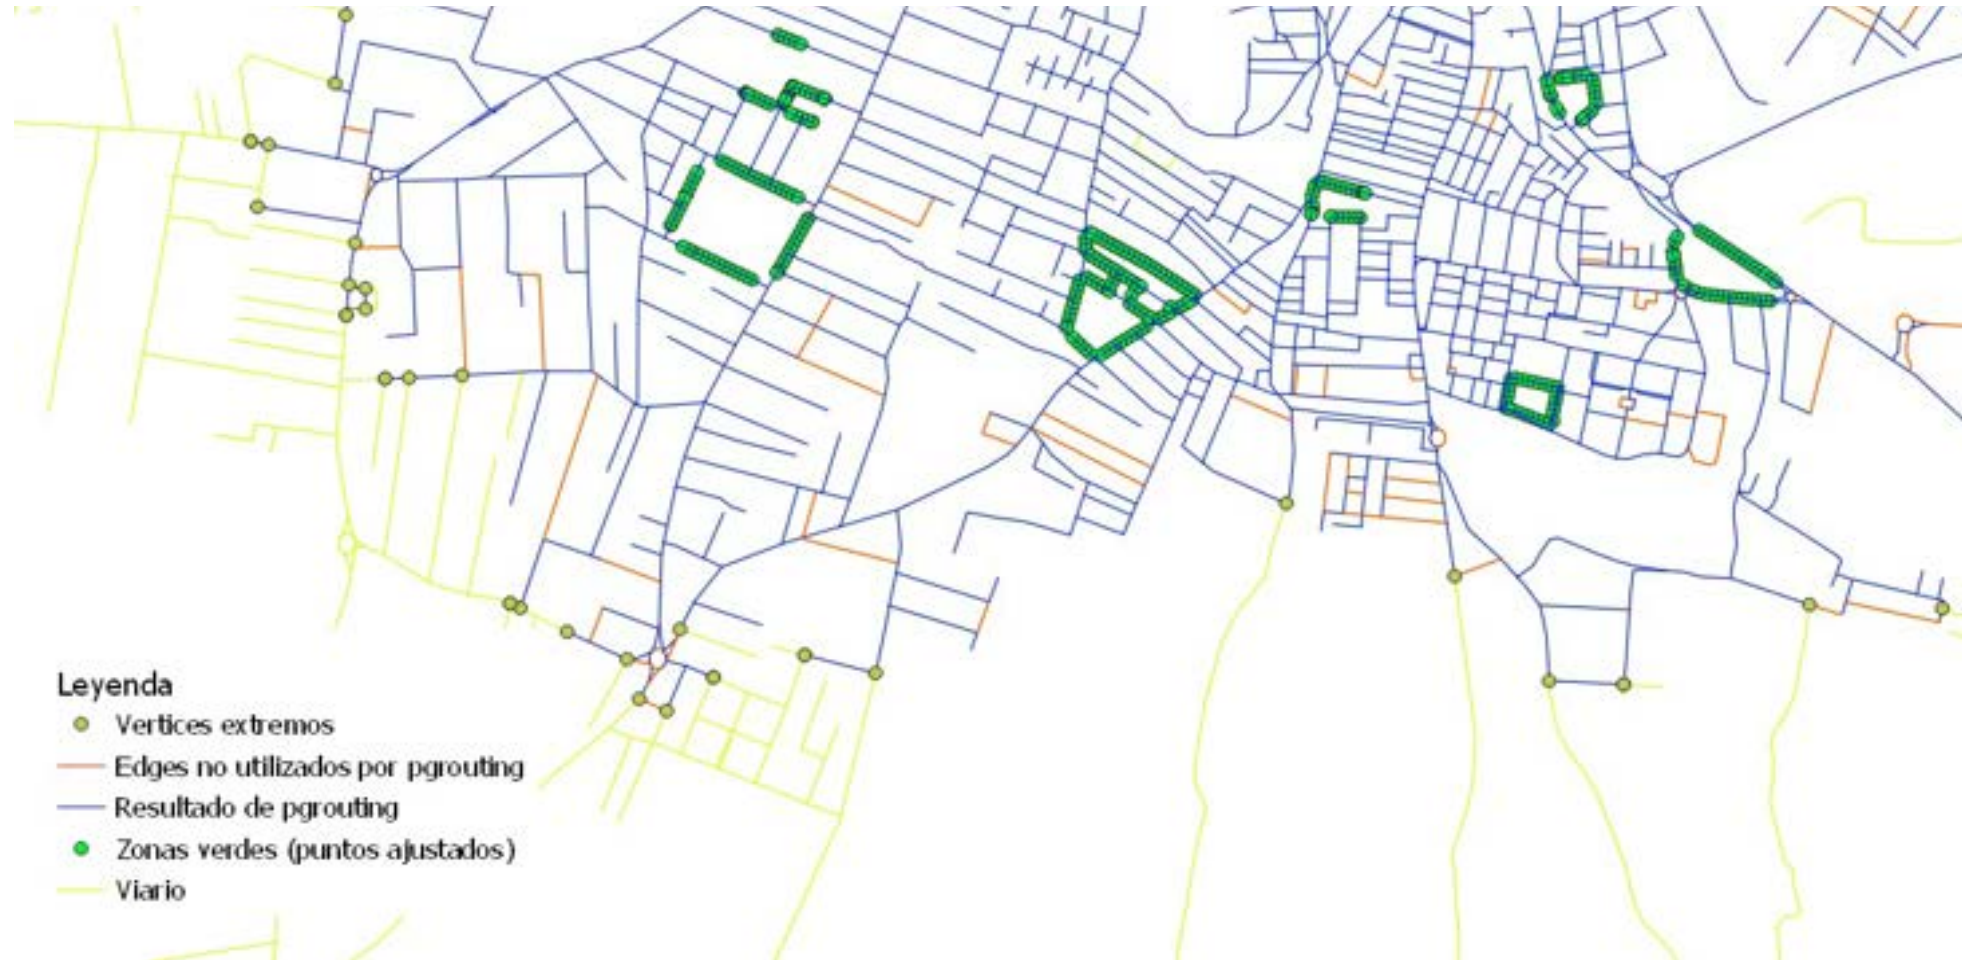 Leyenda
Vertices extremos
Edges no utilizados por pgrouting
Resultado de pgrouting
Zonas verdes (puntos ajustados)
Viario